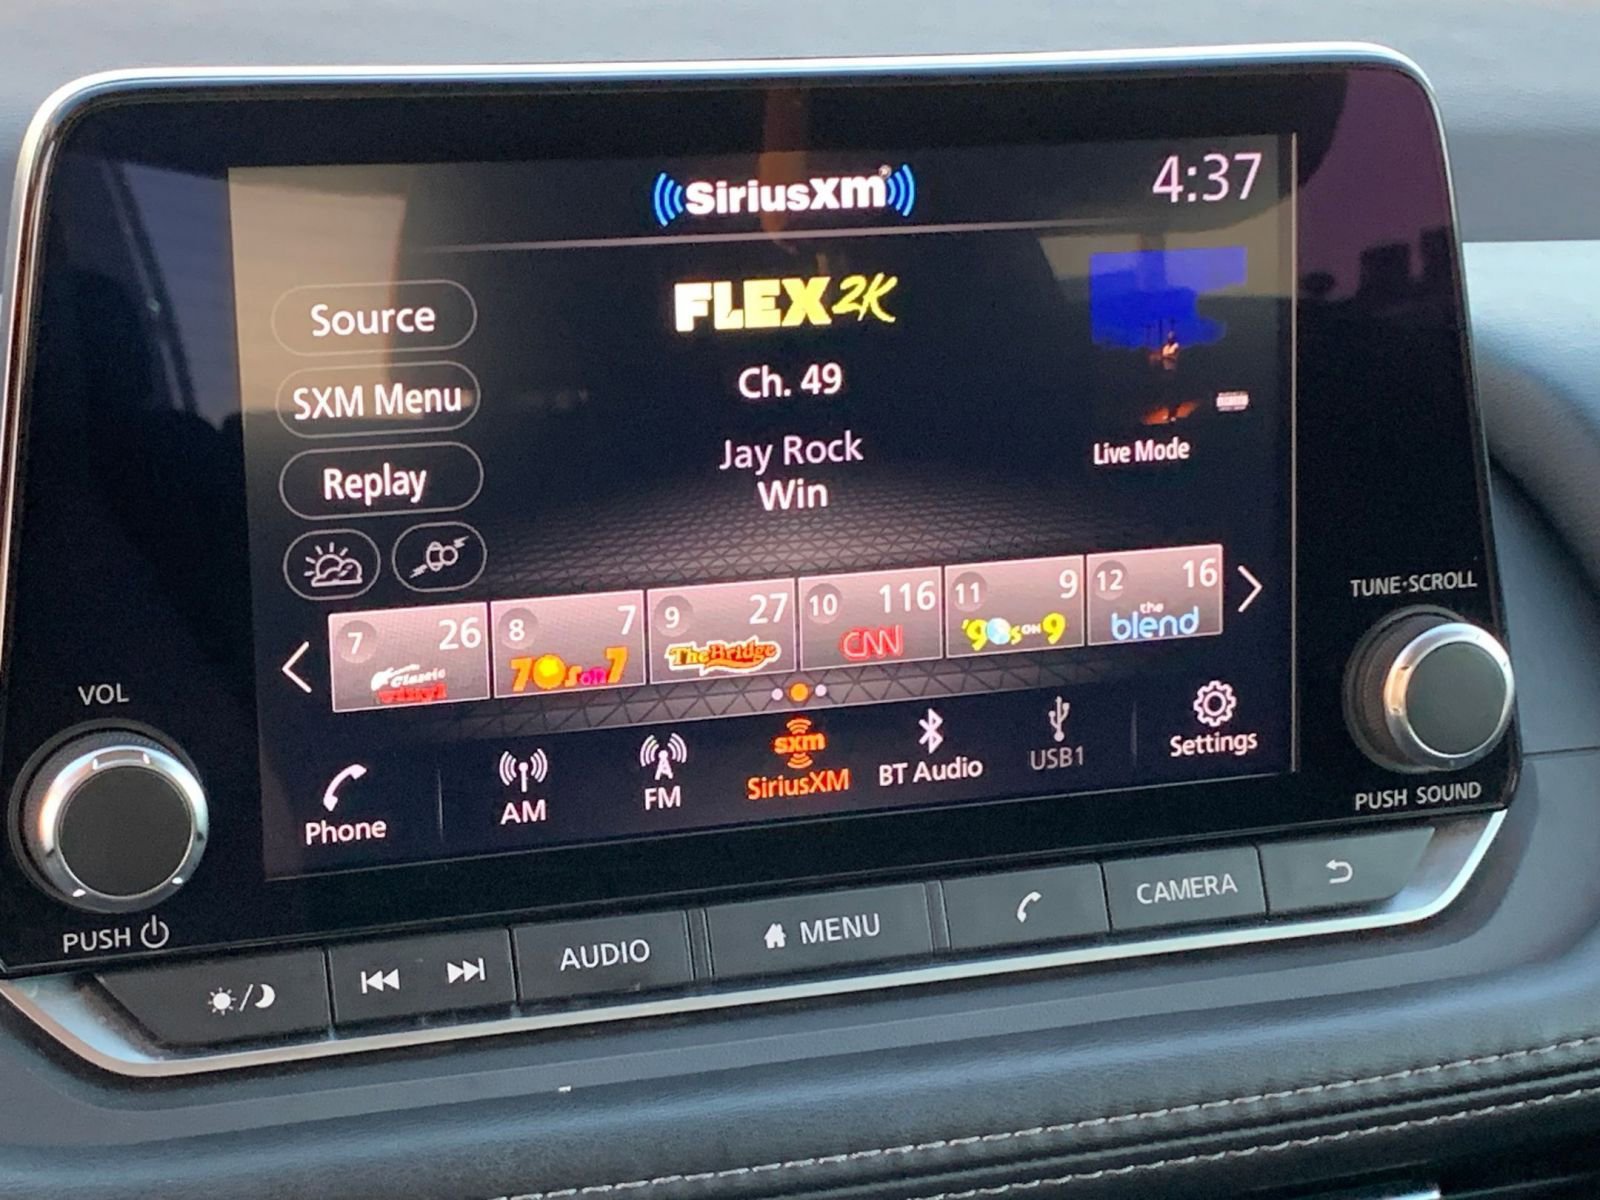 SiriusXM
4:37
Source
SXM Menu
Replay
FLEX2K
Ch. 49
Jay Rock
Win
Live Mode
7 26
Classic
vinyl
8 7
70s on 7
9 27
The Bridge
10 116
CNN
11 9
'90s ON 9
12 16
the
blend
Phone
AM
FM
sxm
SiriusXM
BT Audio
USB1
Settings
VOL
PUSH
TUNE·SCROLL
PUSH SOUND
AUDIO
MENU
CAMERA